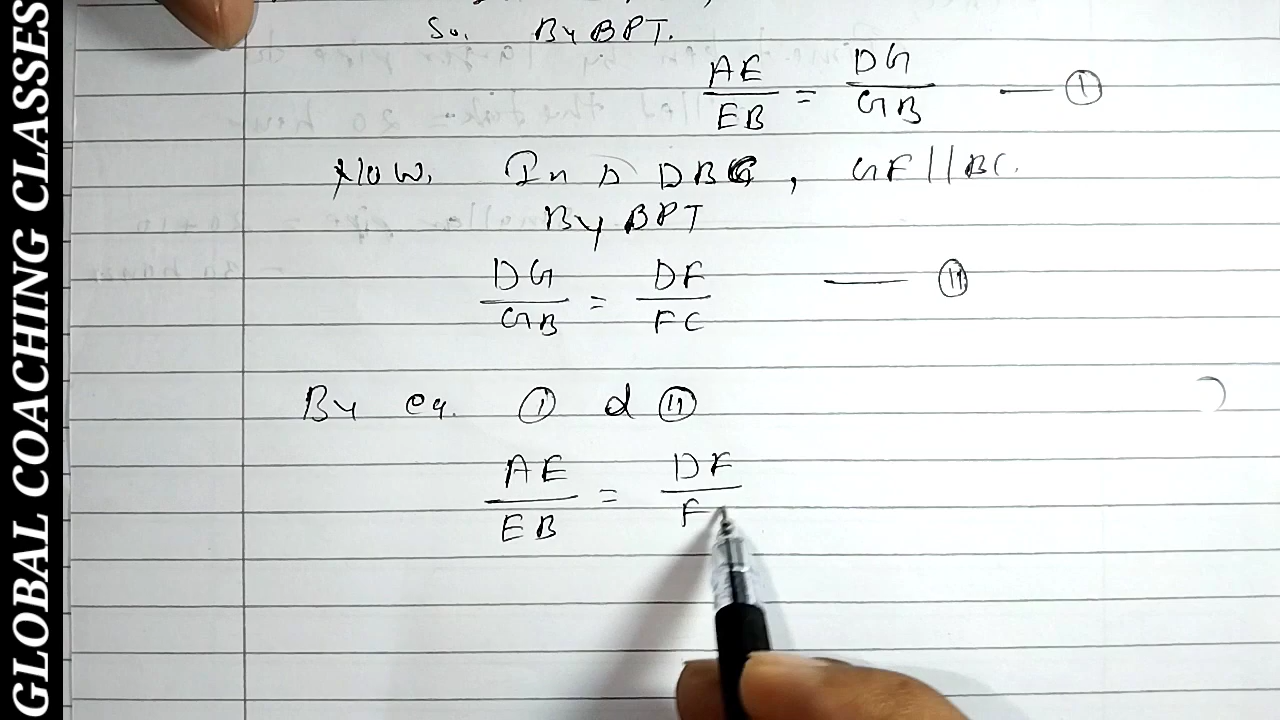 GLOBAL COACHING CLASSES
So, By BPT.
AE/EB = DG/GB — (I)
Now, In Δ DBC, GF||BC.
By BPT
DG/GB = DF/FC — (II)
By eq. (I) & (II)
AE/EB = DF/F